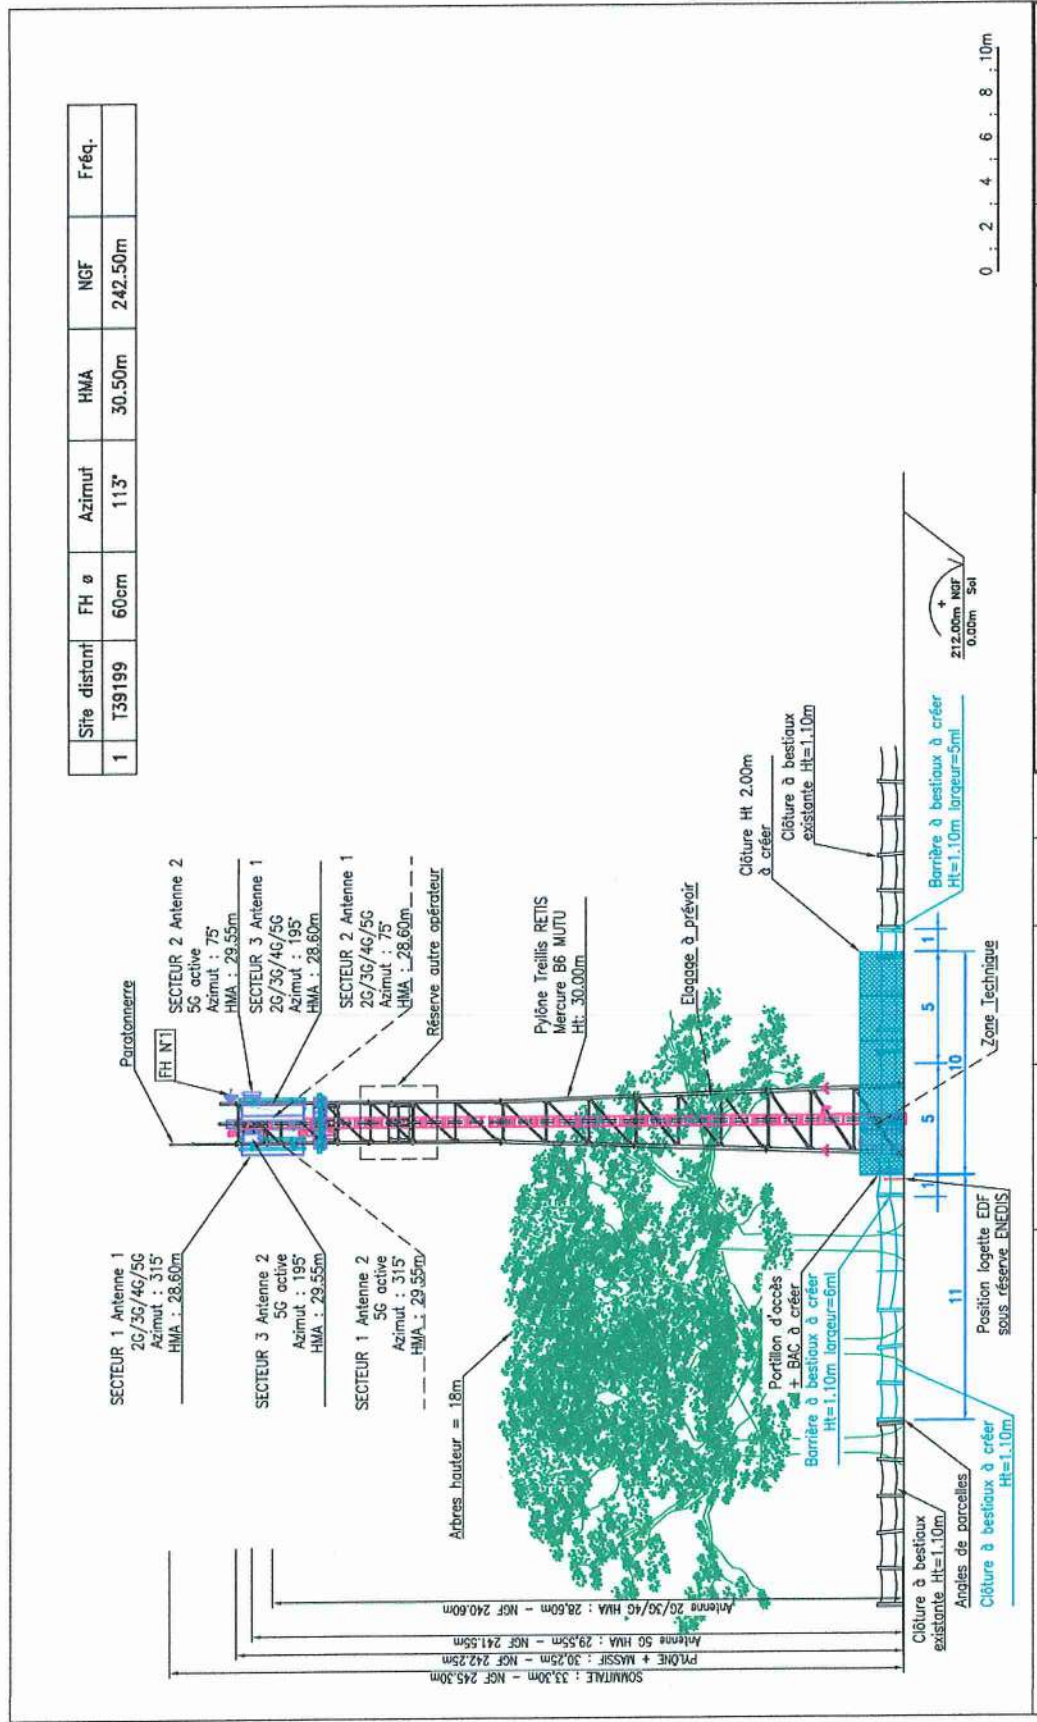 Site distant FH ø Azimut HMA NGF Fréq.
1 T39199 60cm 113° 30.50m 242.50m
Paratonnerre
FH N°1
SECTEUR 1 Antenne 1
2G/3G/4G/5G
Azimut : 315°
HMA : 28.60m
SECTEUR 3 Antenne 2
5G active
Azimut : 195°
HMA : 29.55m
SECTEUR 1 Antenne 2
5G active
Azimut : 315°
HMA : 29.55m
SECTEUR 2 Antenne 2
5G active
Azimut : 75°
HMA : 29.55m
SECTEUR 3 Antenne 1
2G/3G/4G/5G
Azimut : 195°
HMA : 28.60m
SECTEUR 2 Antenne 1
2G/3G/4G/5G
Azimut : 75°
HMA : 28.60m
Réserve autre opérateur
Pylône Treillis RETIS
Mercure B6 MUTU
Ht: 30.00m
Elagage à prévoir
Arbres hauteur = 18m
SOMMITALE : 33,30m – NGF 245.30m
PYLÔNE + MASSIF : 30,25m – NGF 242.25m
Antenne 5G HMA : 29,55m – NGF 241.55m
Antenne 2G/3G/4G HMA : 28,60m – NGF 240.60m
Clôture Ht 2.00m
à créer
Clôture à bestiaux
existante Ht=1.10m
Barrière à bestiaux à créer
Ht=1.10m largeur=5ml
Portillon d'accès
+ BAC à créer
Barrière à bestiaux à créer
Ht=1.10m largeur=6ml
212.00m NGF
0.00m Sol
11
1
5
5
1
10
Zone Technique
Position logette EDF
sous réserve ENEDIS
Clôture à bestiaux
existante Ht=1.10m
Angles de parcelles
Clôture à bestiaux à créer
Ht=1.10m
0 : 2 : 4 : 6 : 8 : 10m